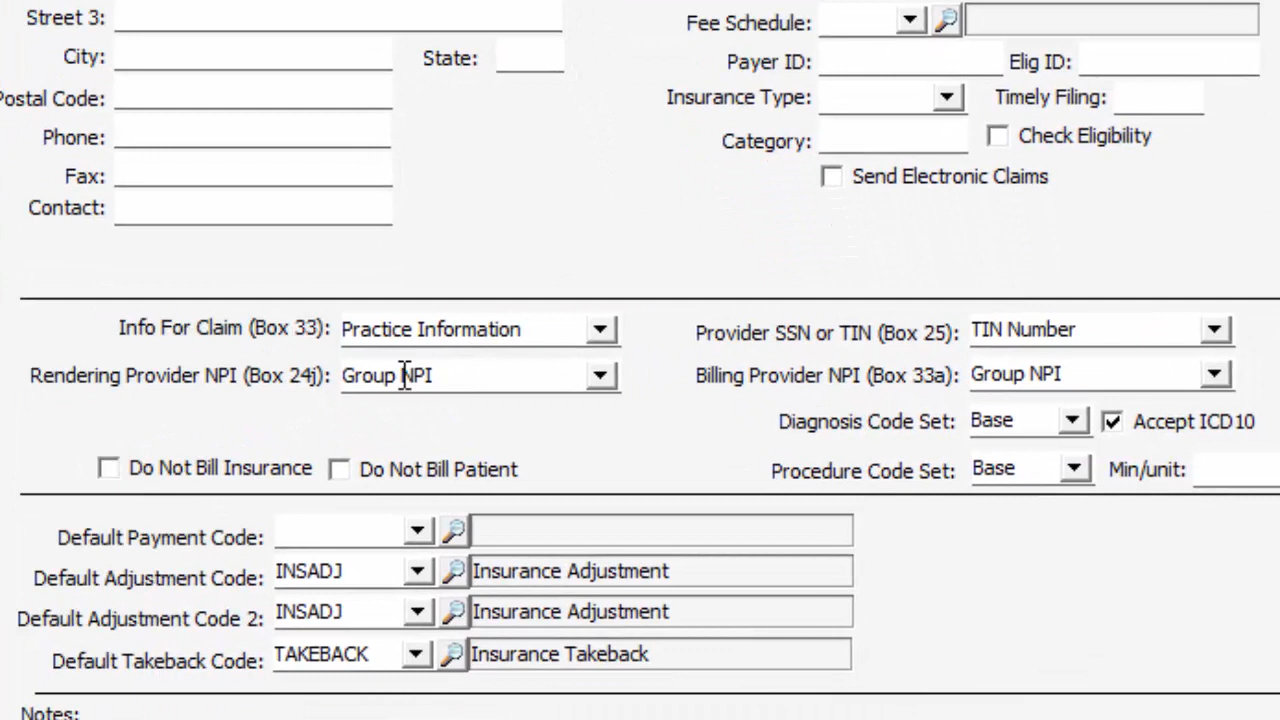 Street 3:
Fee Schedule:
City:
State:
Payer ID:
Elig ID:
Postal Code:
Insurance Type:
Timely Filing:
Phone:
Category:
Check Eligibility
Fax:
Send Electronic Claims
Contact:
Info For Claim (Box 33): Practice Information
Provider SSN or TIN (Box 25): TIN Number
Rendering Provider NPI (Box 24j): Group NPI
Billing Provider NPI (Box 33a): Group NPI
Diagnosis Code Set: Base Accept ICD10
Do Not Bill Insurance Do Not Bill Patient
Procedure Code Set: Base Min/unit:
Default Payment Code:
Default Adjustment Code: INSADJ Insurance Adjustment
Default Adjustment Code 2: INSADJ Insurance Adjustment
Default Takeback Code: TAKEBACK Insurance Takeback
Notes: